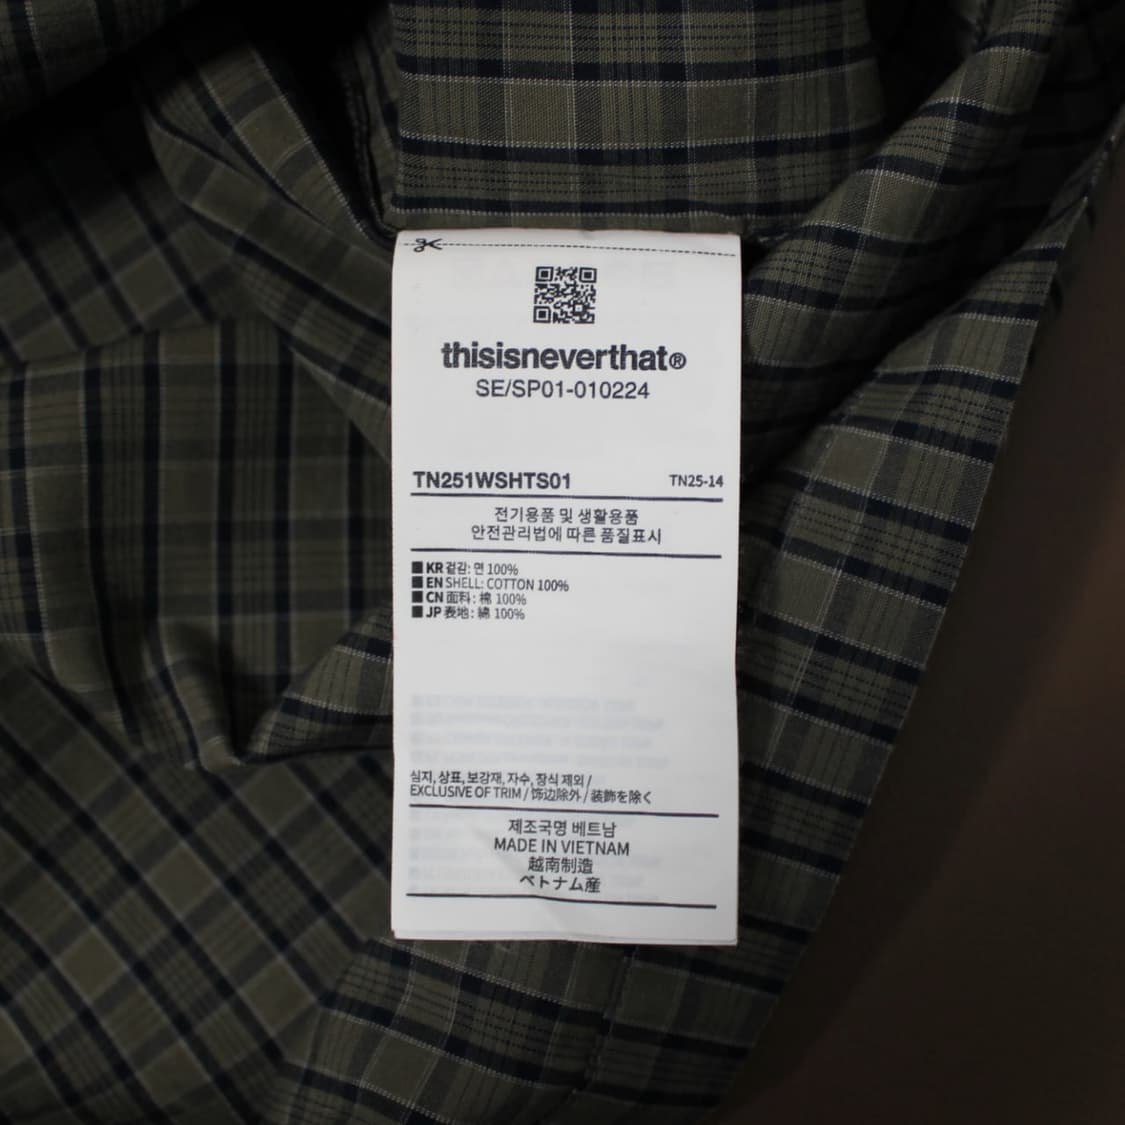 thisisneverthat®
SE/SP01-010224
TN251WSHTS01 TN25-14
전기용품 및 생활용품
안전관리법에 따른 품질표시
■ KR 겉감: 면 100%
■ EN SHELL: COTTON 100%
■ CN 面料: 棉 100%
■ JP 表地: 綿 100%
심지, 상표, 보강재, 자수, 장식 제외 /
EXCLUSIVE OF TRIM / 饰边除外 / 装飾を除く
제조국명 베트남
MADE IN VIETNAM
越南制造
ベトナム産